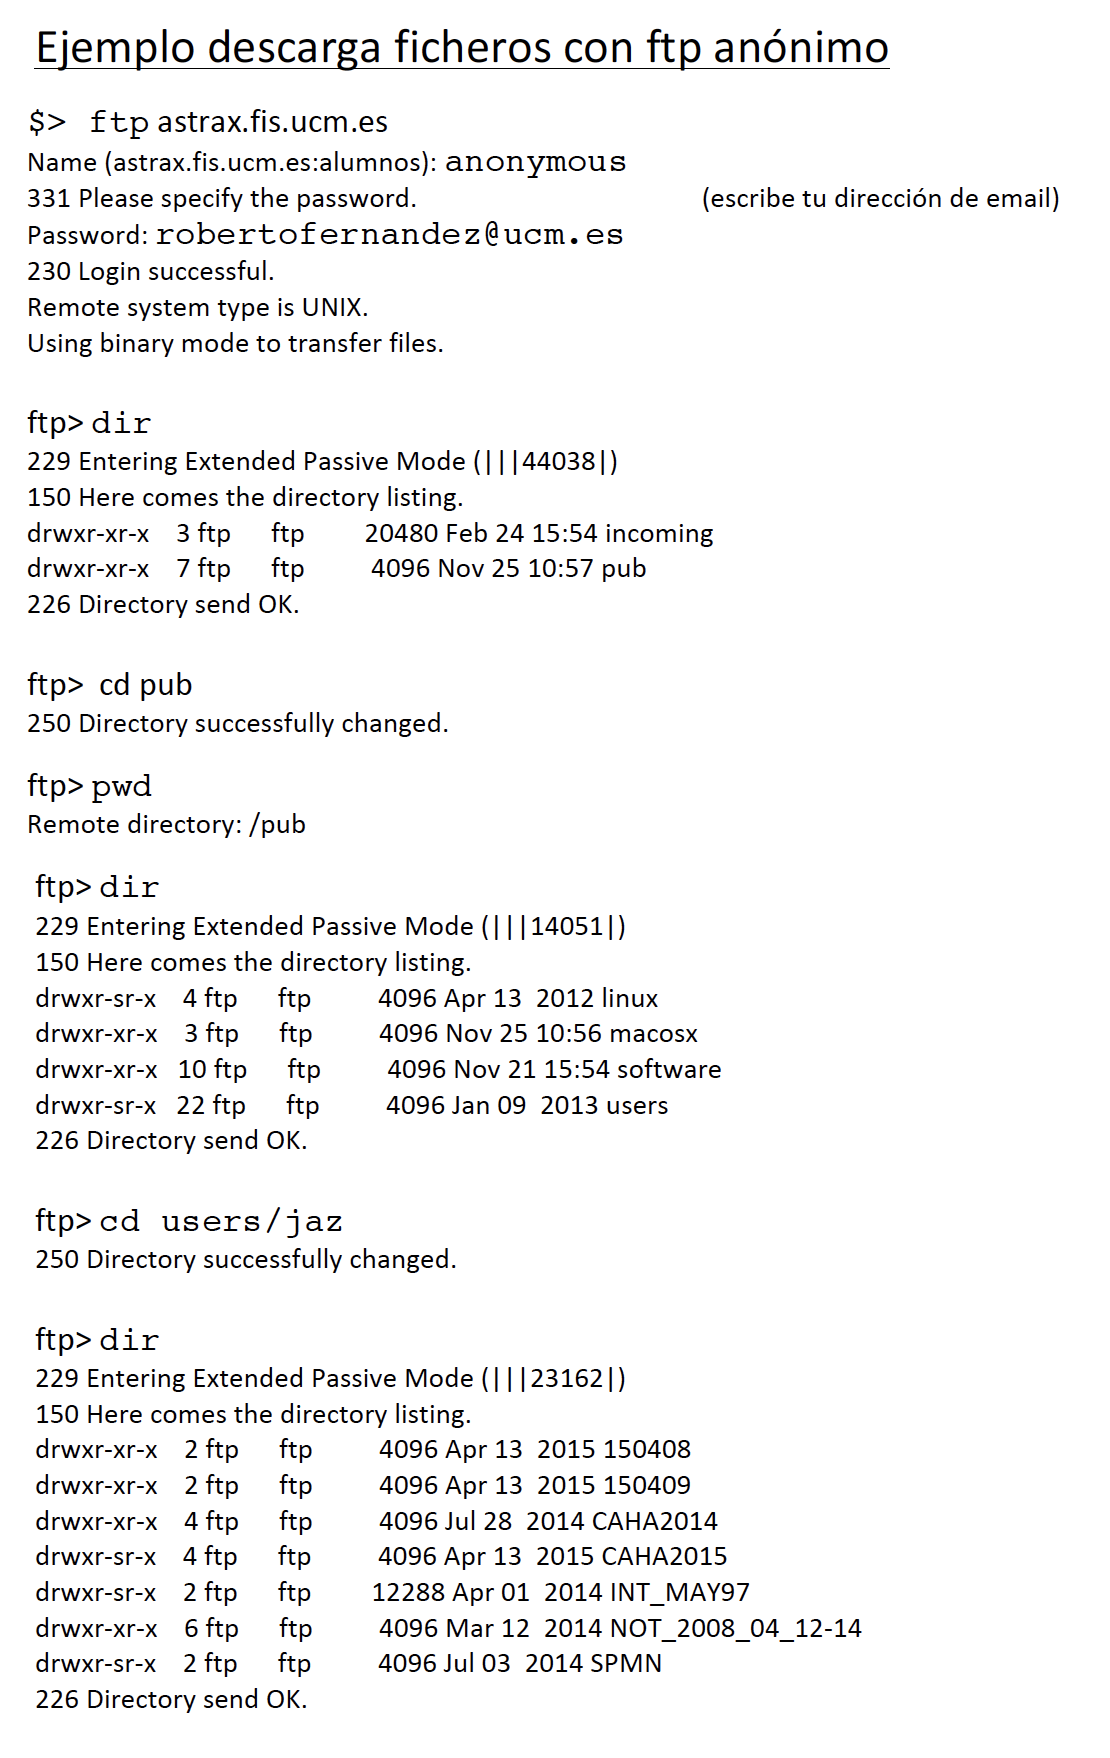 Ejemplo descarga ficheros con ftp anónimo
$> ftp astrax.fis.ucm.es
Name (astrax.fis.ucm.es:alumnos): anonymous
331 Please specify the password. (escribe tu dirección de email)
Password: robertofernandez@ucm.es
230 Login successful.
Remote system type is UNIX.
Using binary mode to transfer files.
ftp> dir
229 Entering Extended Passive Mode (|||44038|)
150 Here comes the directory listing.
drwxr-xr-x 3 ftp ftp 20480 Feb 24 15:54 incoming
drwxr-xr-x 7 ftp ftp 4096 Nov 25 10:57 pub
226 Directory send OK.
ftp> cd pub
250 Directory successfully changed.
ftp> pwd
Remote directory: /pub
ftp> dir
229 Entering Extended Passive Mode (|||14051|)
150 Here comes the directory listing.
drwxr-sr-x 4 ftp ftp 4096 Apr 13 2012 linux
drwxr-xr-x 3 ftp ftp 4096 Nov 25 10:56 macosx
drwxr-xr-x 10 ftp ftp 4096 Nov 21 15:54 software
drwxr-sr-x 22 ftp ftp 4096 Jan 09 2013 users
226 Directory send OK.
ftp> cd users/jaz
250 Directory successfully changed.
ftp> dir
229 Entering Extended Passive Mode (|||23162|)
150 Here comes the directory listing.
drwxr-xr-x 2 ftp ftp 4096 Apr 13 2015 150408
drwxr-xr-x 2 ftp ftp 4096 Apr 13 2015 150409
drwxr-xr-x 4 ftp ftp 4096 Jul 28 2014 CAHA2014
drwxr-sr-x 4 ftp ftp 4096 Apr 13 2015 CAHA2015
drwxr-sr-x 2 ftp ftp 12288 Apr 01 2014 INT_MAY97
drwxr-xr-x 6 ftp ftp 4096 Mar 12 2014 NOT_2008_04_12-14
drwxr-sr-x 2 ftp ftp 4096 Jul 03 2014 SPMN
226 Directory send OK.